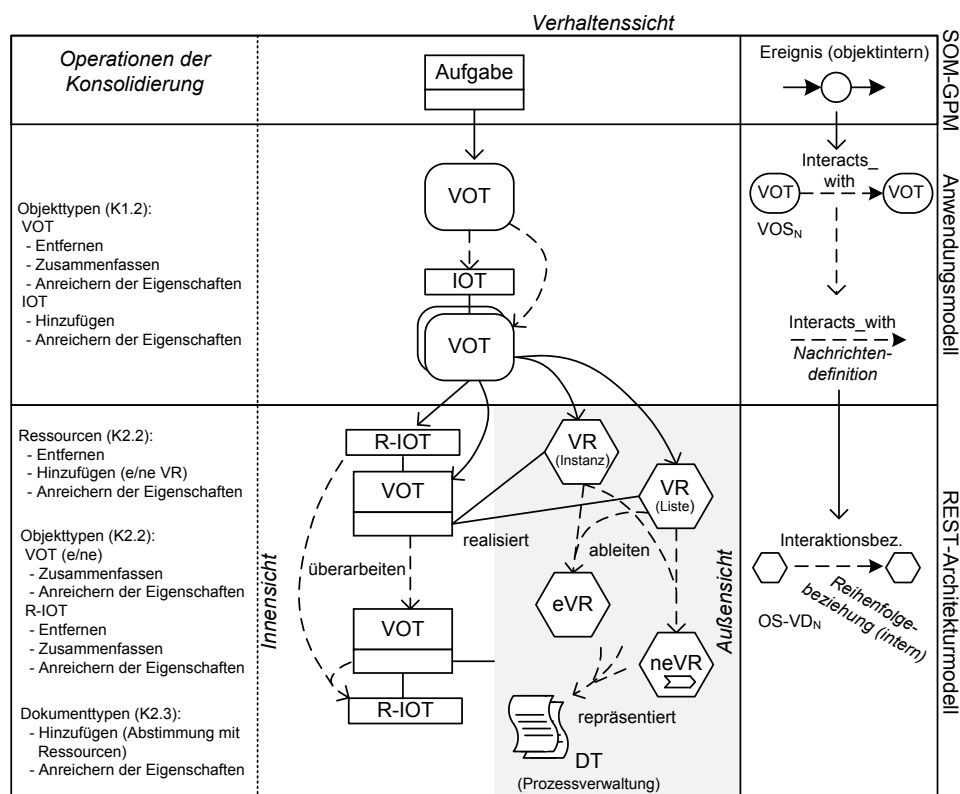 Verhaltenssicht
Operationen der
Konsolidierung
Aufgabe
Ereignis (objektintern)
SOM-GPM
Objekttypen (K1.2):
VOT
- Entfernen
- Zusammenfassen
- Anreichern der Eigenschaften
IOT
- Hinzufügen
- Anreichern der Eigenschaften
VOT
IOT
VOT
Interacts_
with
VOT
VOT
VOS_N
Interacts_with
Nachrichten-
definition
Anwendungsmodell
Ressourcen (K2.2):
- Entfernen
- Hinzufügen (e/ne VR)
- Anreichern der Eigenschaften
Objekttypen (K2.2):
VOT (e/ne)
- Zusammenfassen
- Anreichern der Eigenschaften
R-IOT
- Entfernen
- Zusammenfassen
- Anreichern der Eigenschaften
Dokumenttypen (K2.3):
- Hinzufügen (Abstimmung mit
Ressourcen)
- Anreichern der Eigenschaften
Innensicht
R-IOT
VOT
überarbeiten
VOT
R-IOT
realisiert
VR
(Instanz)
VR
(Liste)
ableiten
eVR
neVR
repräsentiert
DT
(Prozessverwaltung)
Außensicht
Interaktionsbez.
Reihenfolge-
beziehung (intern)
OS-VD_N
REST-Architekturmodell